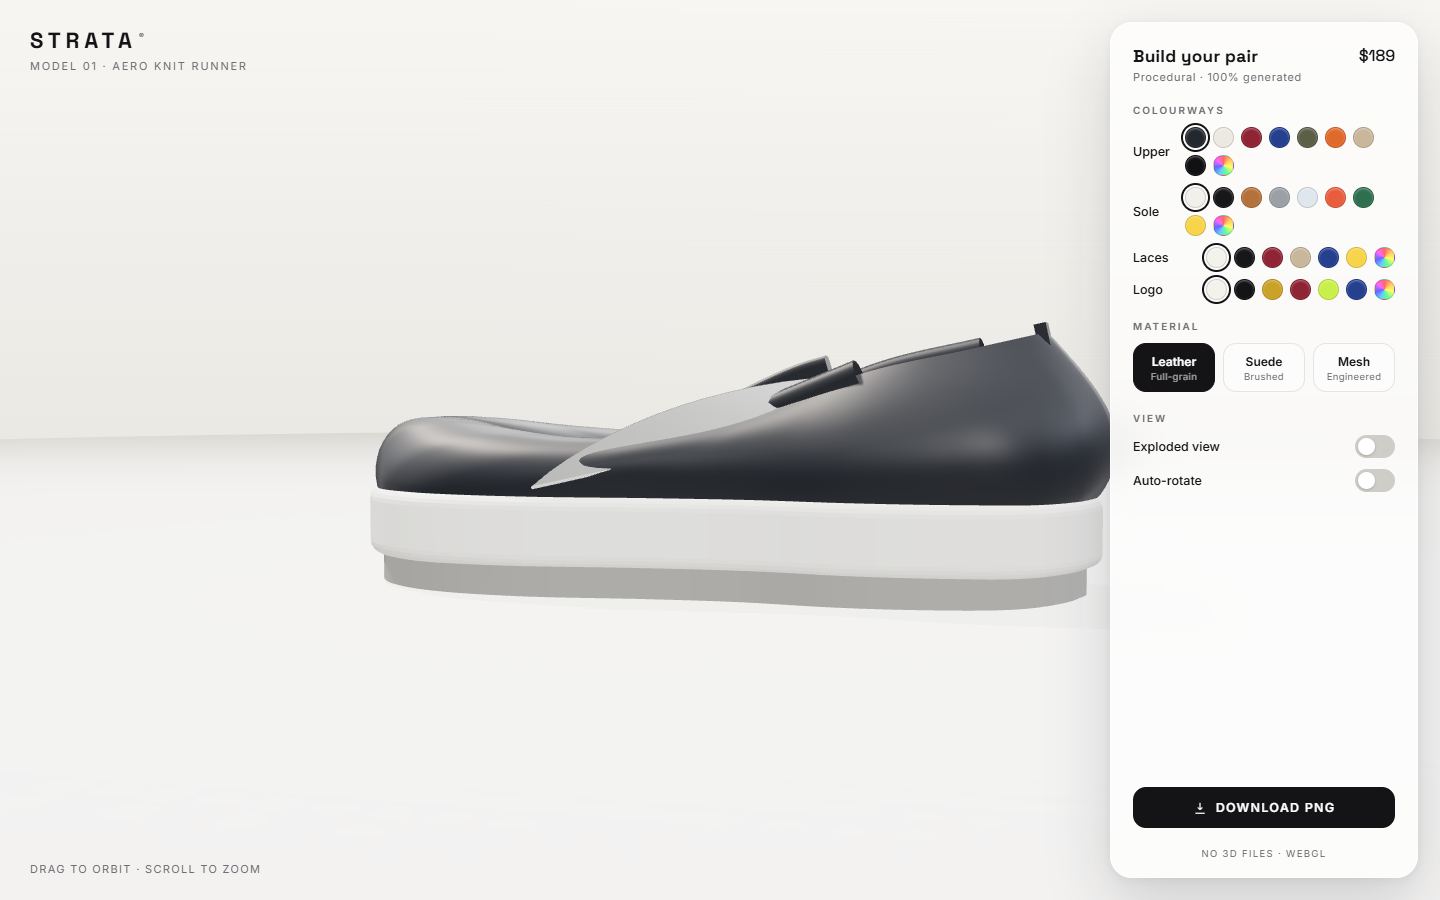 STRATA®
MODEL 01 · AERO KNIT RUNNER
Build your pair
$189
Procedural · 100% generated
COLOURWAYS
Upper
Sole
Laces
Logo
MATERIAL
Leather
Full-grain
Suede
Brushed
Mesh
Engineered
VIEW
Exploded view
Auto-rotate
DOWNLOAD PNG
NO 3D FILES · WEBGL
DRAG TO ORBIT · SCROLL TO ZOOM